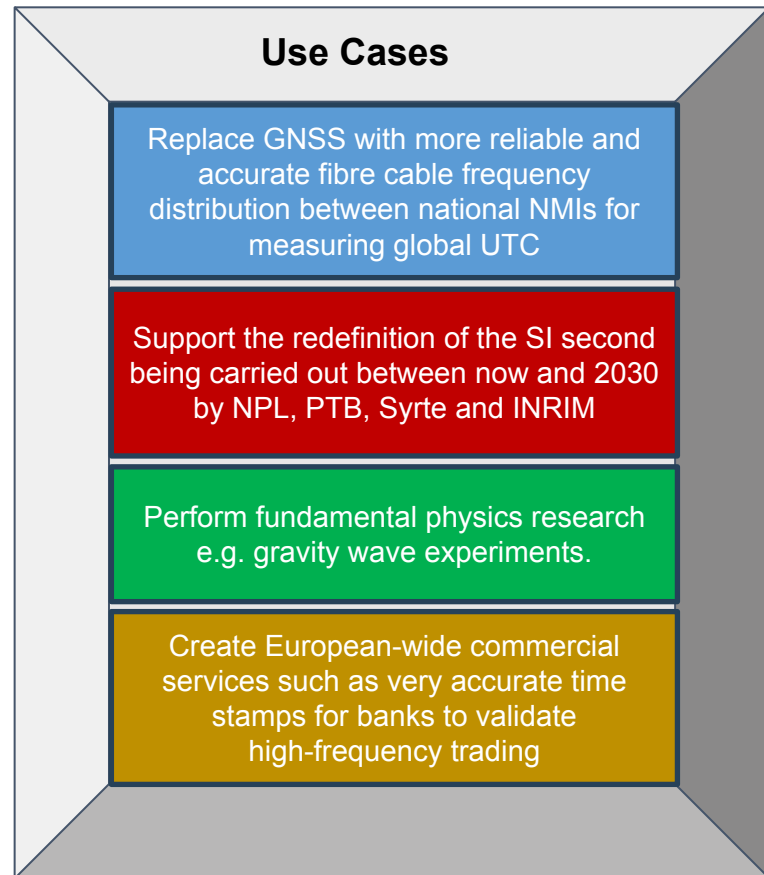 Use Cases
Replace GNSS with more reliable and
accurate fibre cable frequency
distribution between national NMIs for
measuring global UTC
Support the redefinition of the SI second
being carried out between now and 2030
by NPL, PTB, Syrte and INRIM
Perform fundamental physics research
e.g. gravity wave experiments.
Create European-wide commercial
services such as very accurate time
stamps for banks to validate
high-frequency trading